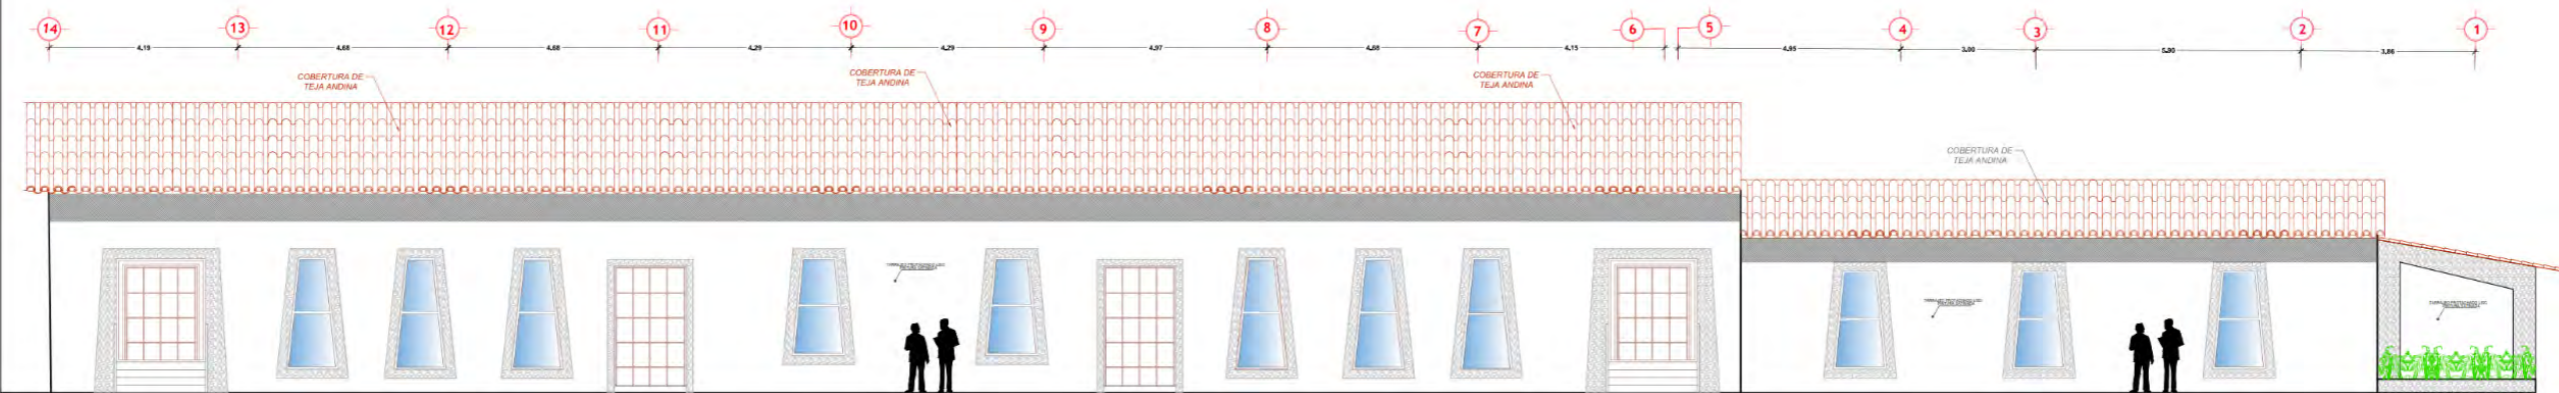 14 13 12 11 10 9 8 7 6 5 4 3 2 1
4.19 4.68 4.68 4.29 4.29 4.97 4.68 4.15 4.95 3.00 5.90 3.86
COBERTURA DE
TEJA ANDINA
COBERTURA DE
TEJA ANDINA
COBERTURA DE
TEJA ANDINA
COBERTURA DE
TEJA ANDINA